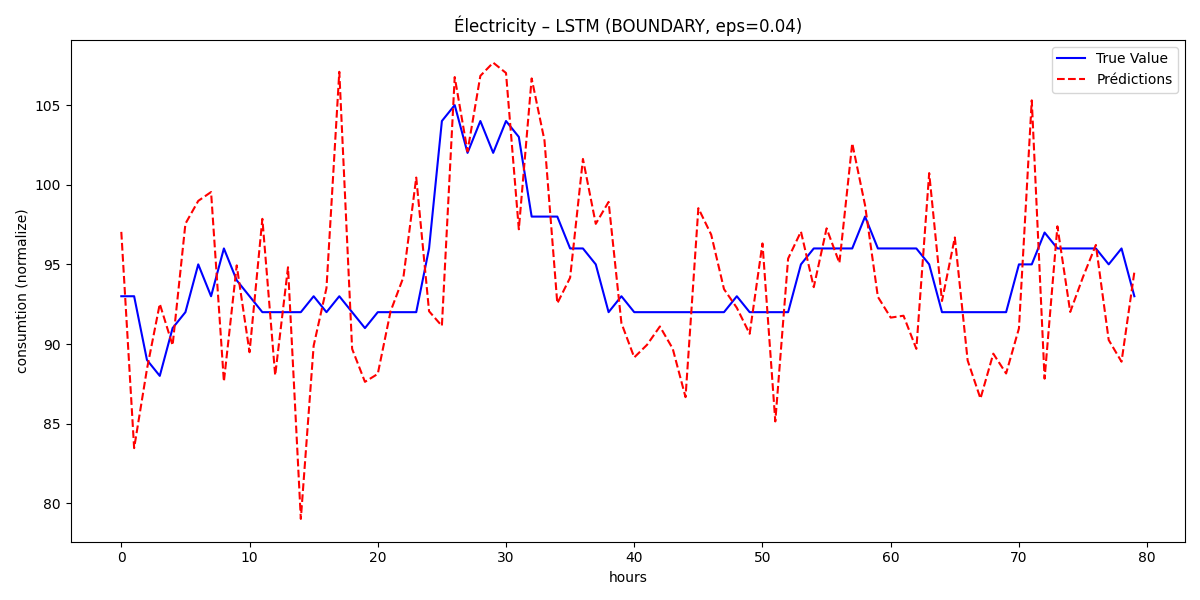 Électricity – LSTM (BOUNDARY, eps=0.04)
True Value
Prédictions
consumtion (normalize)
105
100
95
90
85
80
0 10 20 30 40 50 60 70 80
hours